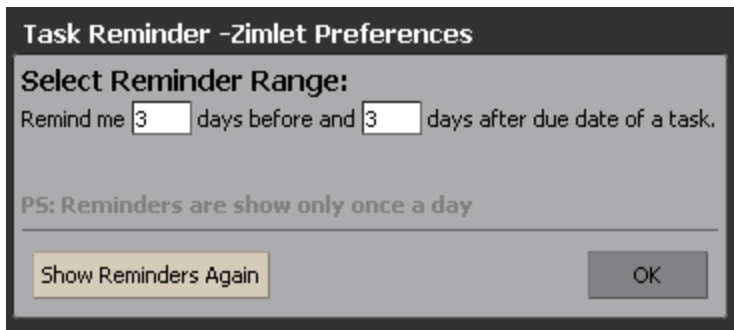 Task Reminder -Zimlet Preferences
Select Reminder Range:
Remind me 3 days before and 3 days after due date of a task.
PS: Reminders are show only once a day
Show Reminders Again OK